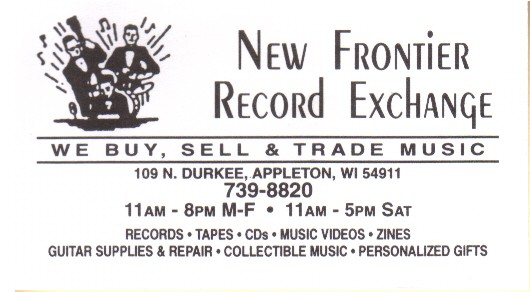 New Frontier
Record Exchange
WE BUY, SELL & TRADE MUSIC
109 N. DURKEE, APPLETON, WI 54911
739-8820
11AM - 8PM M-F • 11AM - 5PM SAT
RECORDS • TAPES • CDs • MUSIC VIDEOS • ZINES
GUITAR SUPPLIES & REPAIR • COLLECTIBLE MUSIC • PERSONALIZED GIFTS